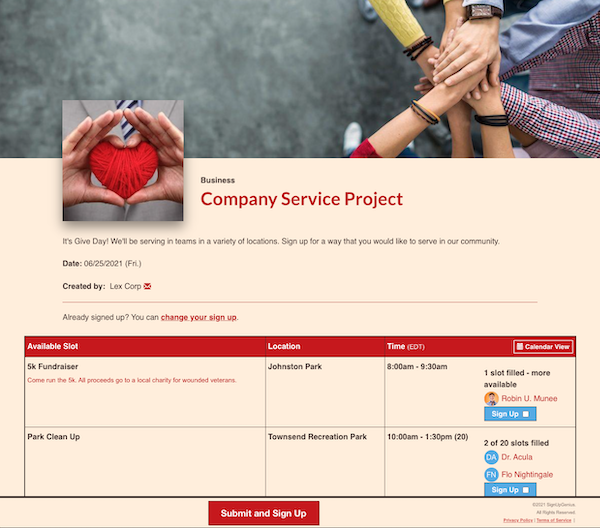 Business
Company Service Project
It's Give Day! We'll be serving in teams in a variety of locations. Sign up for a way that you would like to serve in our community.
Date: 06/25/2021 (Fri.)
Created by: Lex Corp
Already signed up? You can change your sign up.
Available Slot Location Time (EDT) Calendar View
5k Fundraiser Johnston Park 8:00am - 9:30am
Come run the 5k. All proceeds go to a local charity for wounded veterans.
1 slot filled - more
available
Robin U. Munee
Sign Up
Park Clean Up Townsend Recreation Park 10:00am - 1:30pm (20)
2 of 20 slots filled
DA Dr. Acula
FN Flo Nightingale
Sign Up
Submit and Sign Up
©2021 SignUpGenius.
All Rights Reserved.
Privacy Policy | Terms of Service |